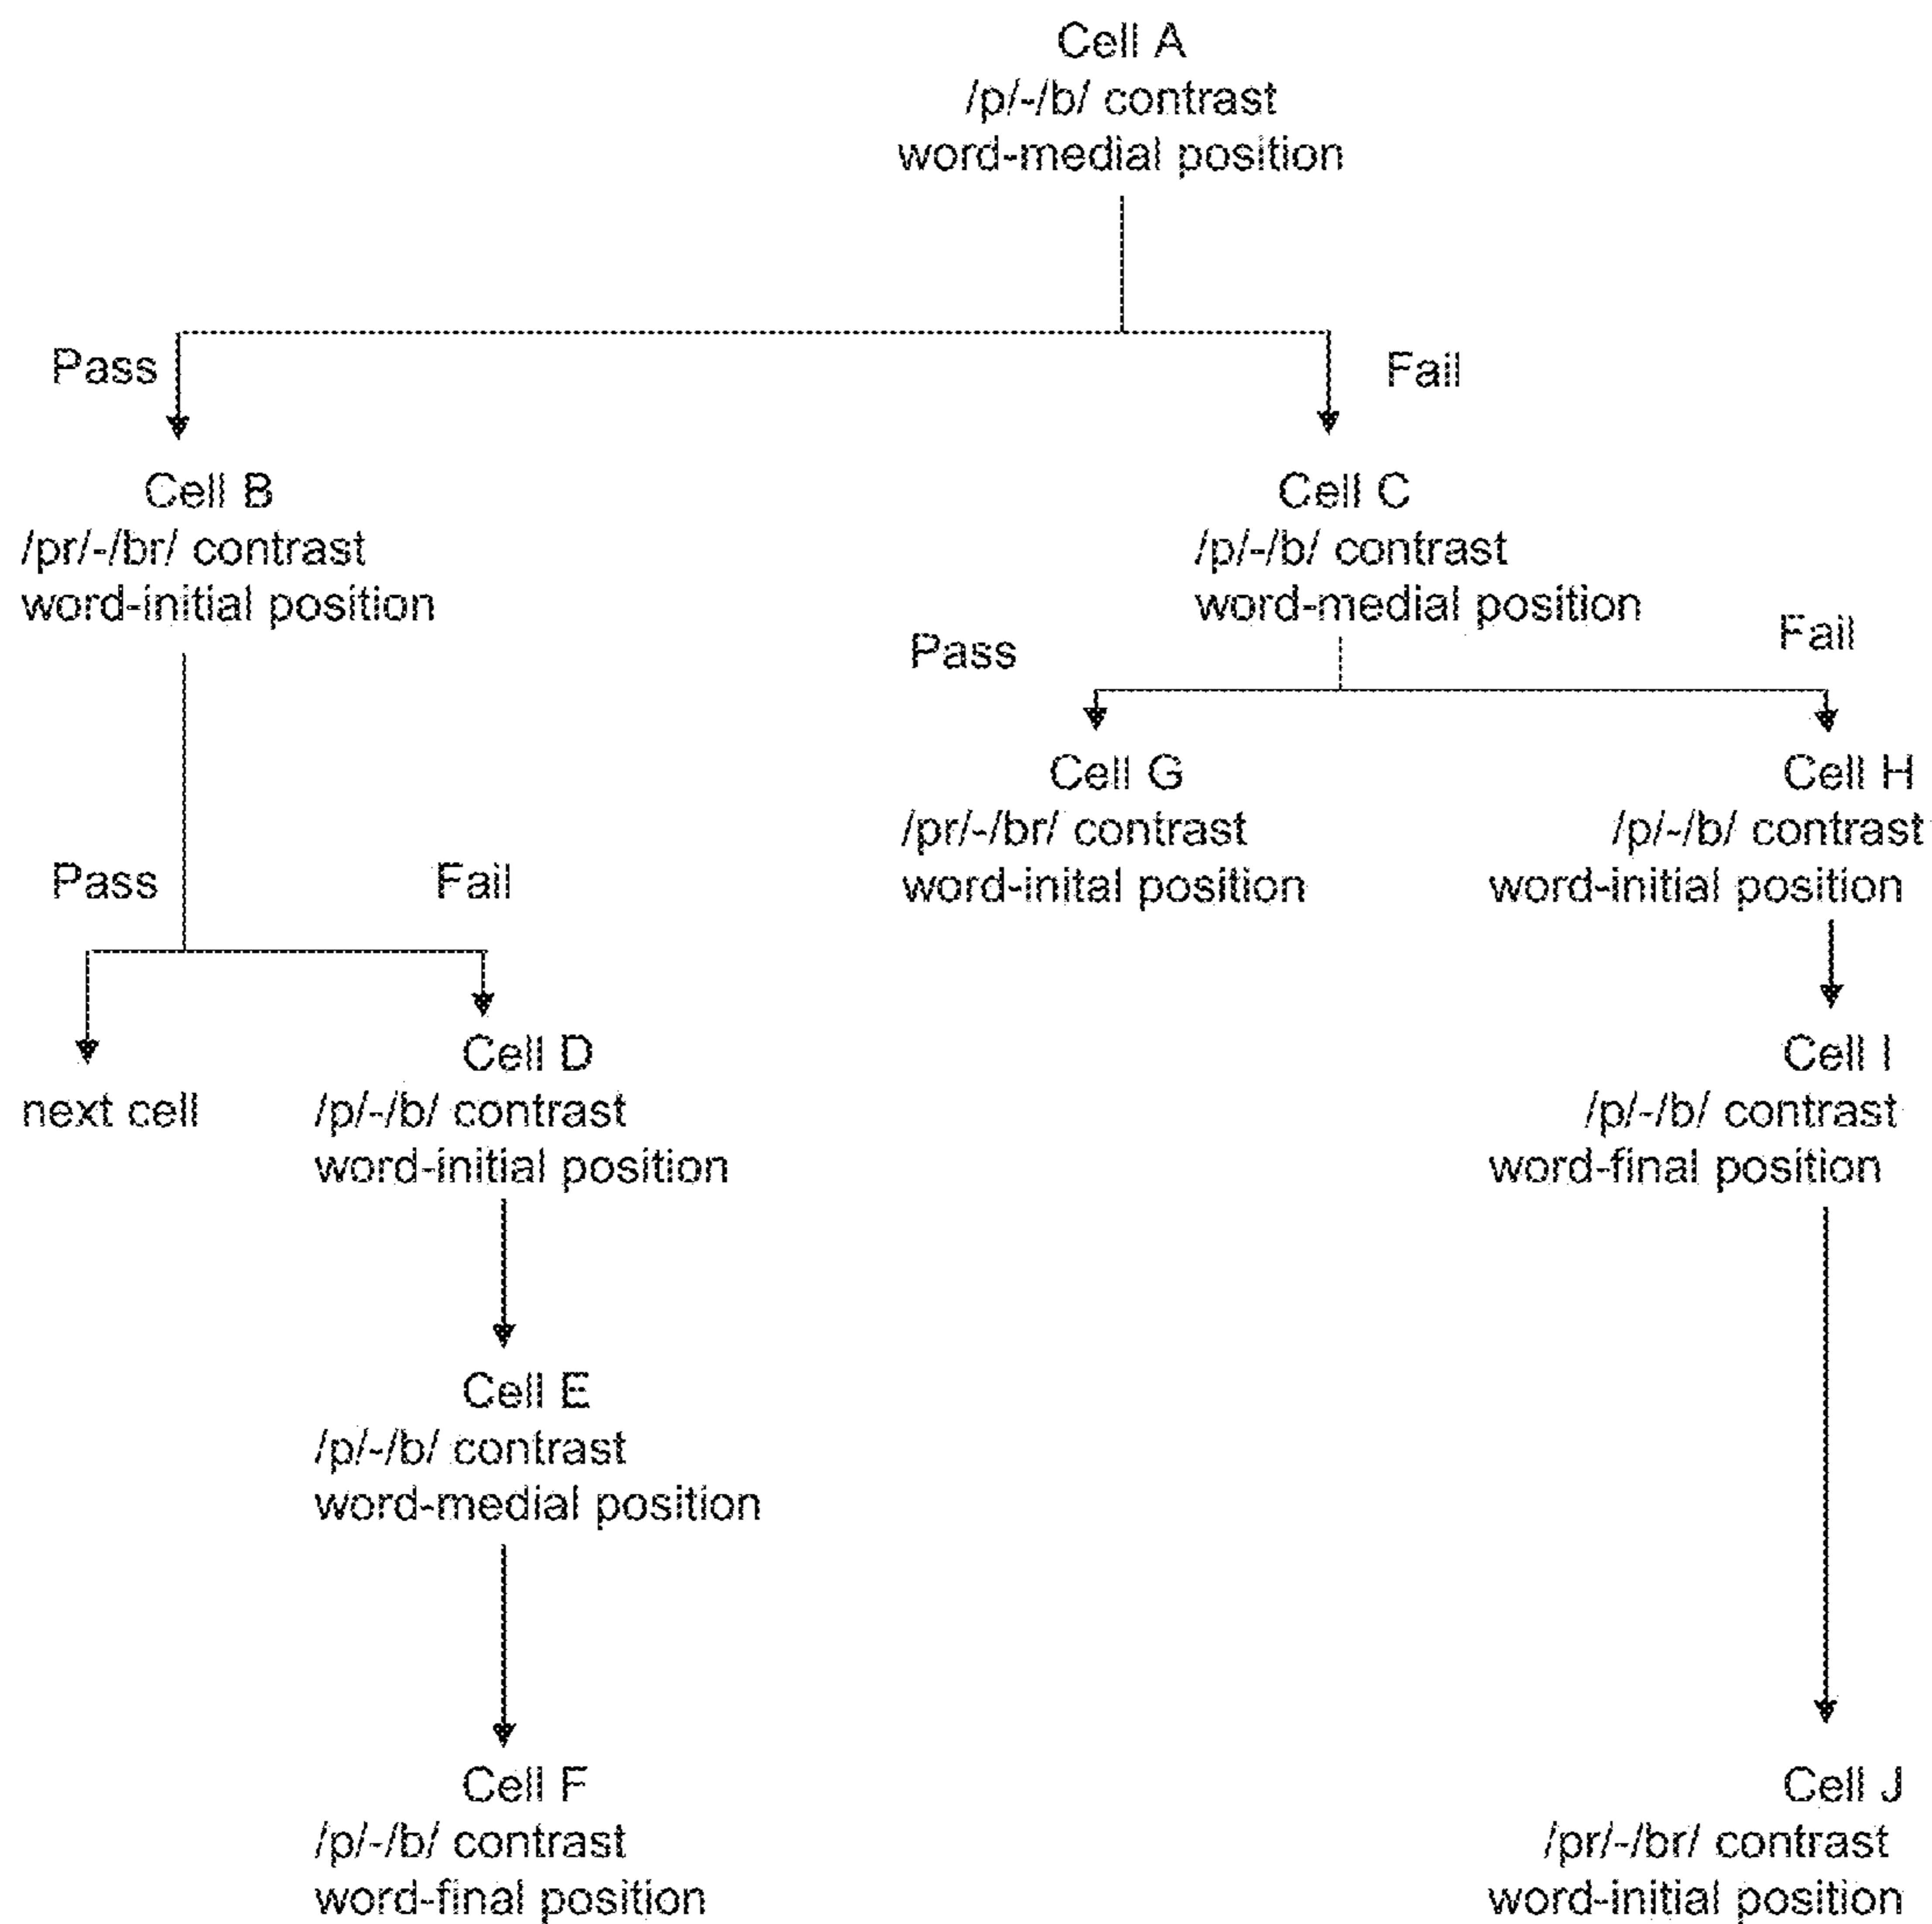 Cell A
/p/-/b/ contrast
word-medial position
Pass
Fail
Cell B
/pr/-/br/ contrast
word-initial position
Cell C
/p/-/b/ contrast
word-medial position
Pass
Fail
Cell G
/pr/-/br/ contrast
word-inital position
Cell H
/p/-/b/ contrast
word-initial position
Pass
Fail
next cell
Cell D
/p/-/b/ contrast
word-initial position
Cell I
/p/-/b/ contrast
word-final position
Cell E
/p/-/b/ contrast
word-medial position
Cell F
/p/-/b/ contrast
word-final position
Cell J
/pr/-/br/ contrast
word-initial position